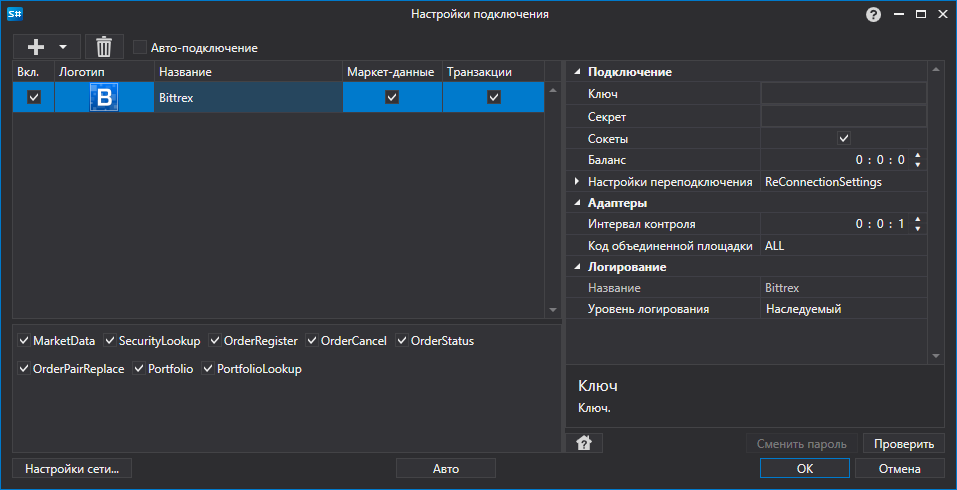 S# Настройки подключения ?
Авто-подключение
Вкл. Логотип Название Маркет-данные Транзакции
B Bittrex
MarketData SecurityLookup OrderRegister OrderCancel OrderStatus
OrderPairReplace Portfolio PortfolioLookup
Подключение
Ключ
Секрет
Сокеты
Баланс 0 : 0 : 0
Настройки переподключения ReConnectionSettings
Адаптеры
Интервал контроля 0 : 0 : 1
Код объединенной площадки ALL
Логирование
Название Bittrex
Уровень логирования Наследуемый
Ключ
Ключ.
?
Сменить пароль Проверить
Настройки сети... Авто OK Отмена